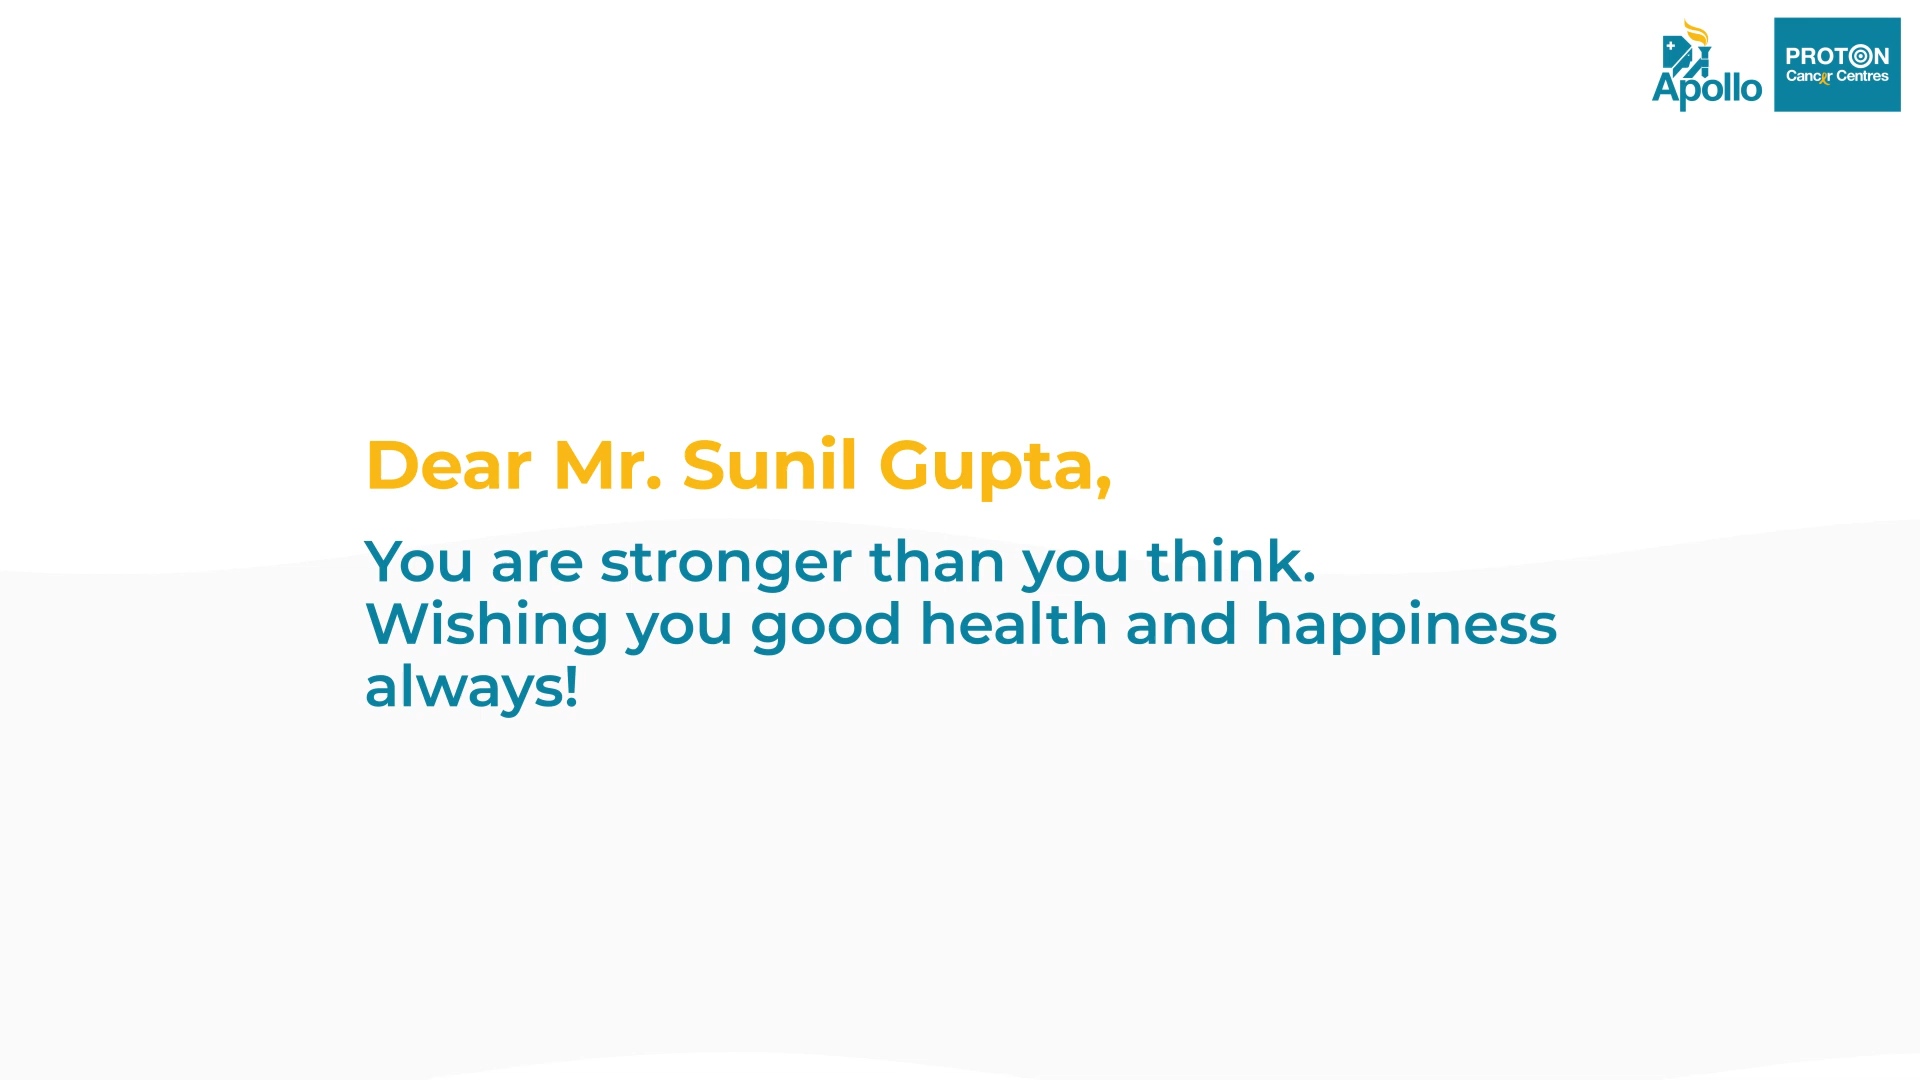 Apollo
PROTON
Cancer Centres
Dear Mr. Sunil Gupta,
You are stronger than you think.
Wishing you good health and happiness
always!